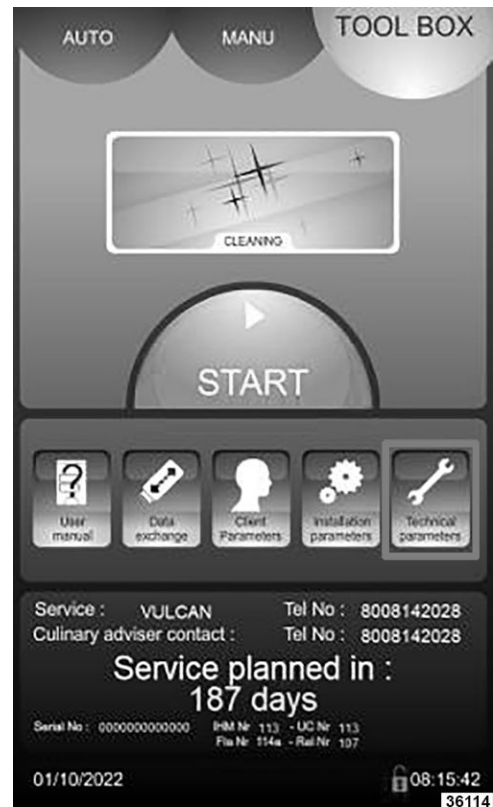 AUTO MANU TOOL BOX
CLEANING
START
User manual
Data exchange
Client Parameters
Installation parameters
Technical parameters
Service : VULCAN Tel No : 8008142028
Culinary adviser contact : Tel No : 8008142028
Service planned in :
187 days
Serial No : 0000000000000 IHM Nr 113 - UC Nr 113
Fla Nr 114a - Ral Nr 107
01/10/2022 08:15:42
36114